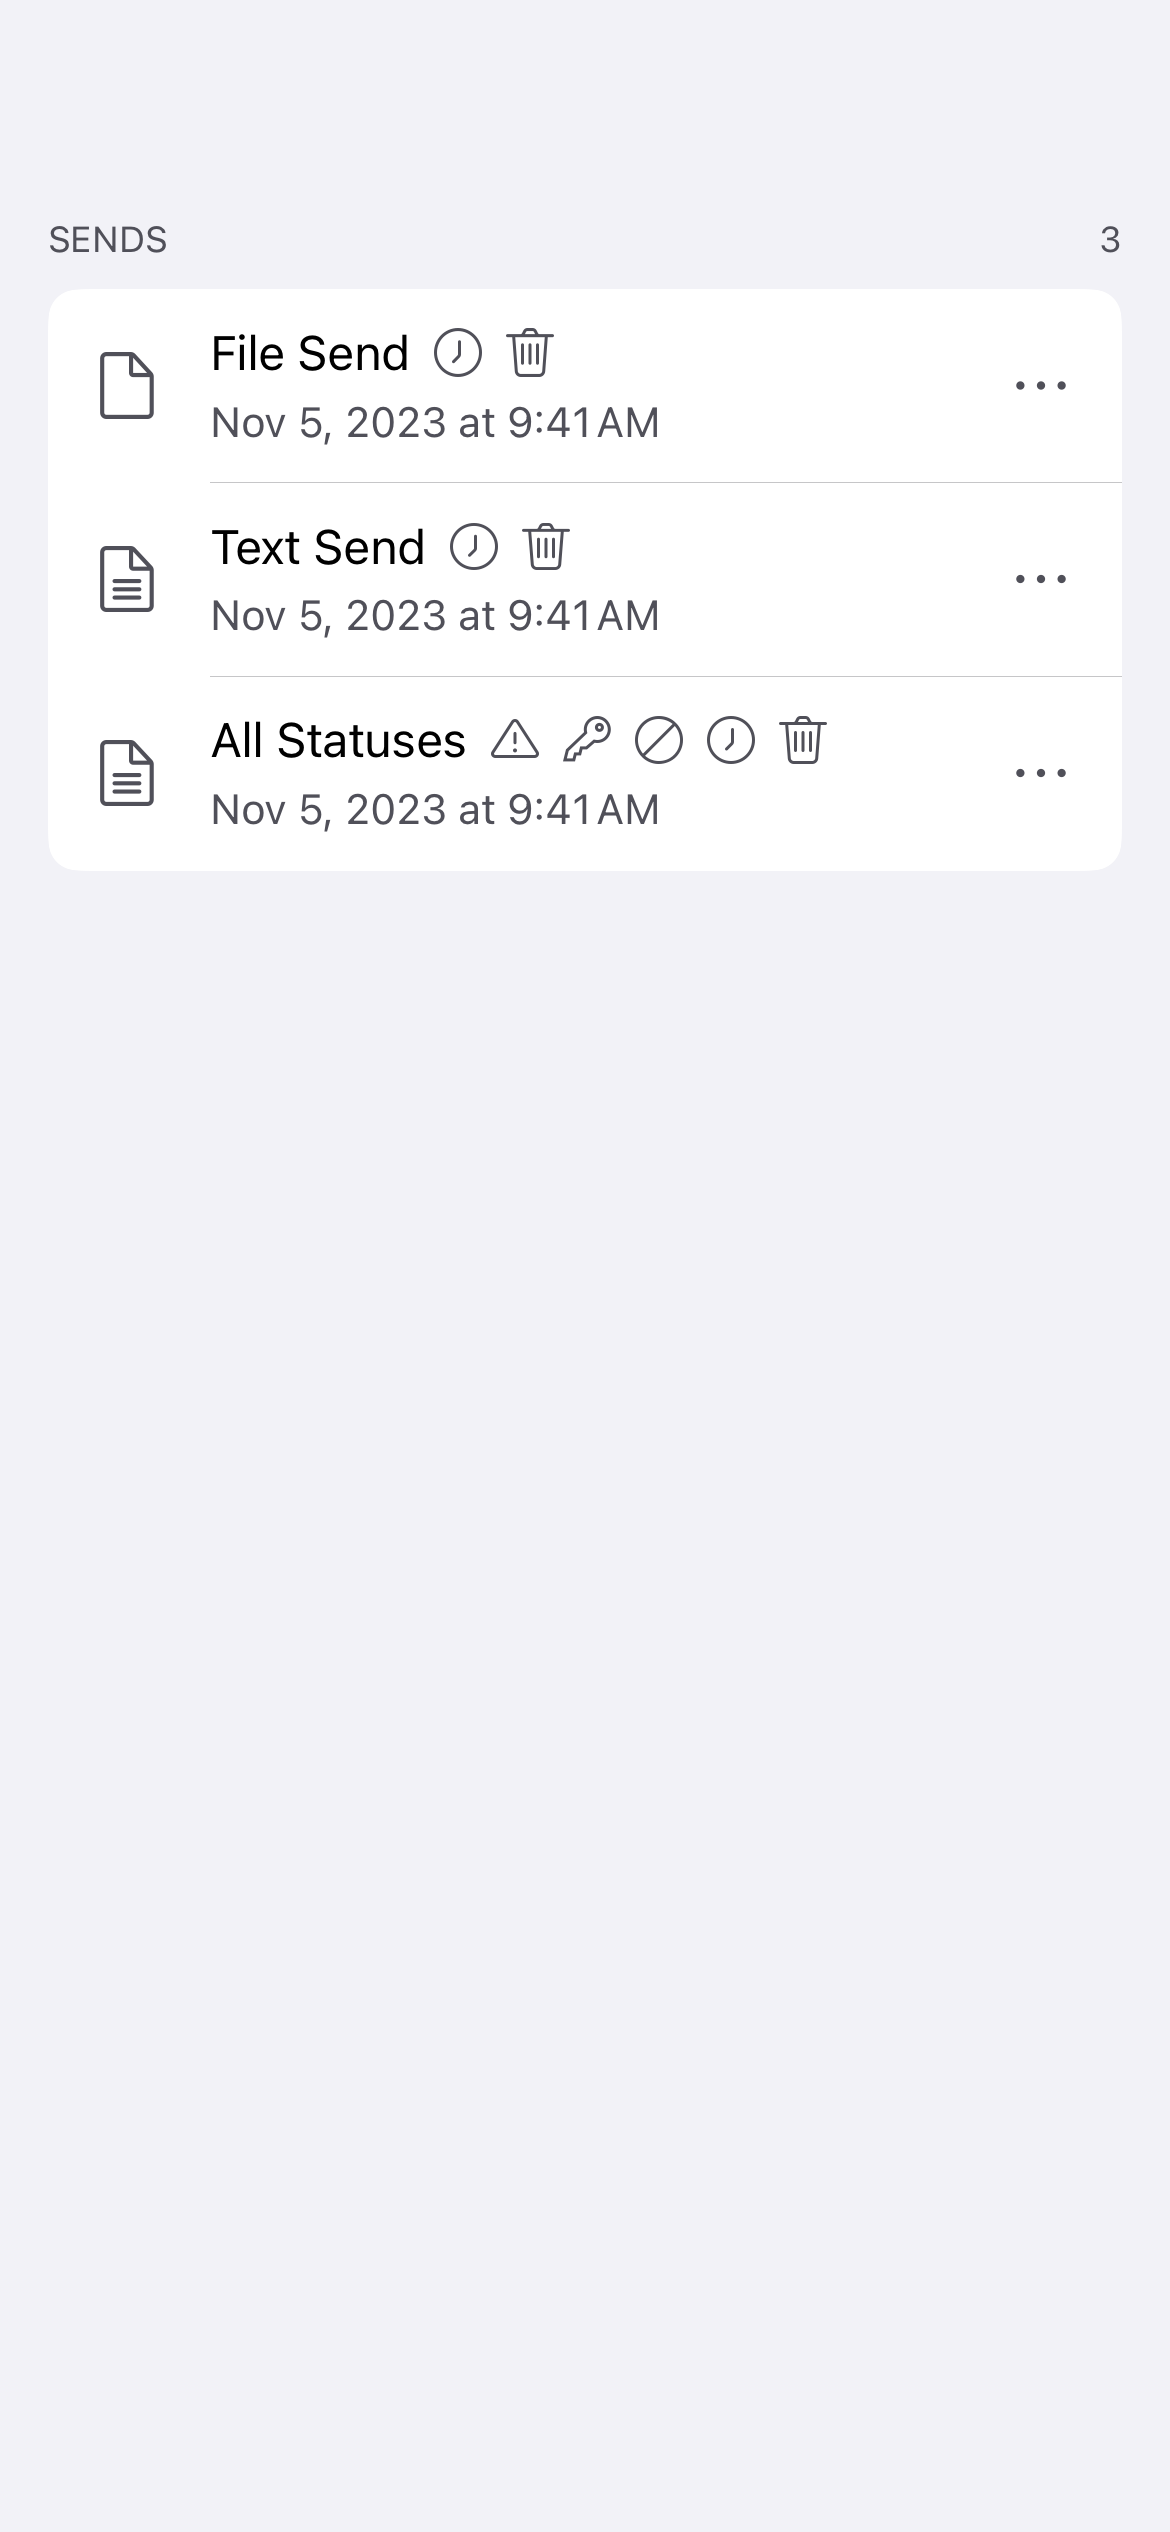 SENDS
3
File Send
Nov 5, 2023 at 9:41 AM
Text Send
Nov 5, 2023 at 9:41 AM
All Statuses
Nov 5, 2023 at 9:41 AM